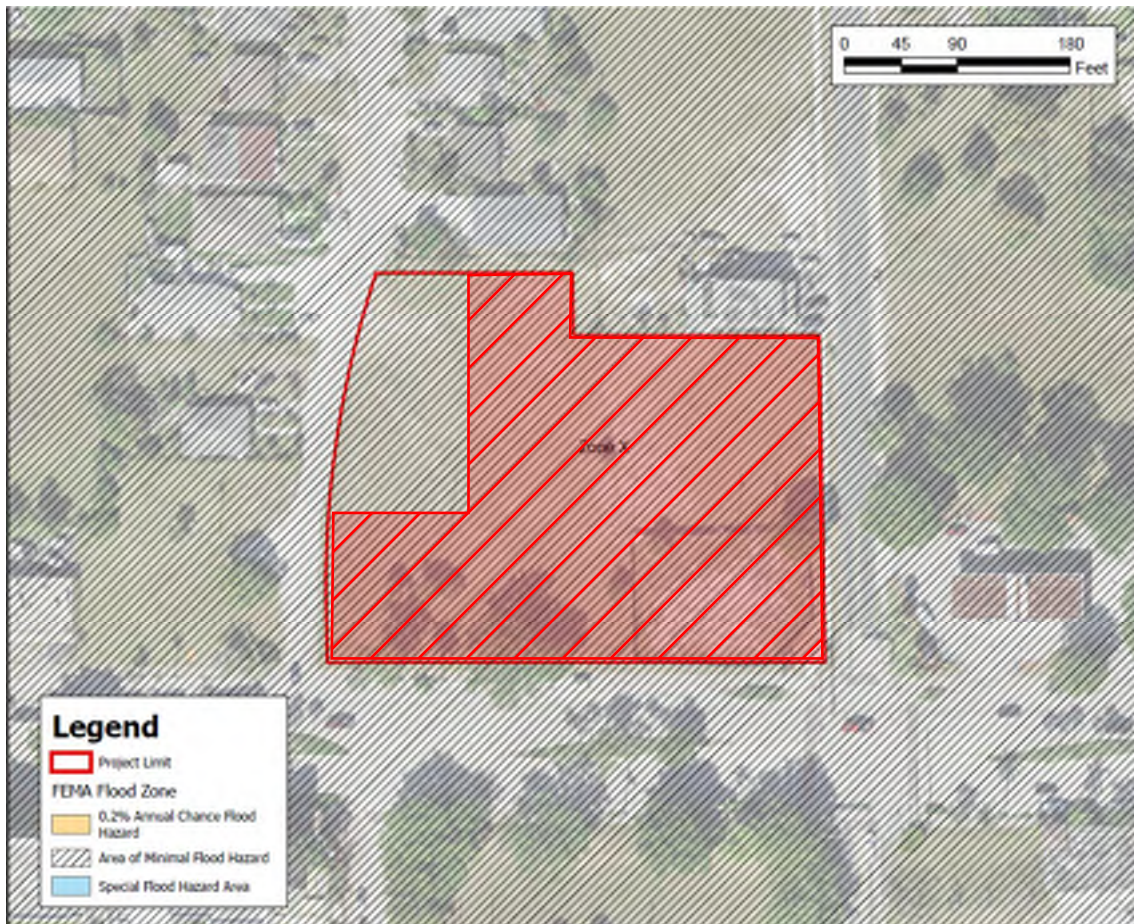 0 45 90 180
Feet
Zone X
Legend
Project Limit
FEMA Flood Zone
0.2% Annual Chance Flood
Hazard
Area of Minimal Flood Hazard
Special Flood Hazard Area